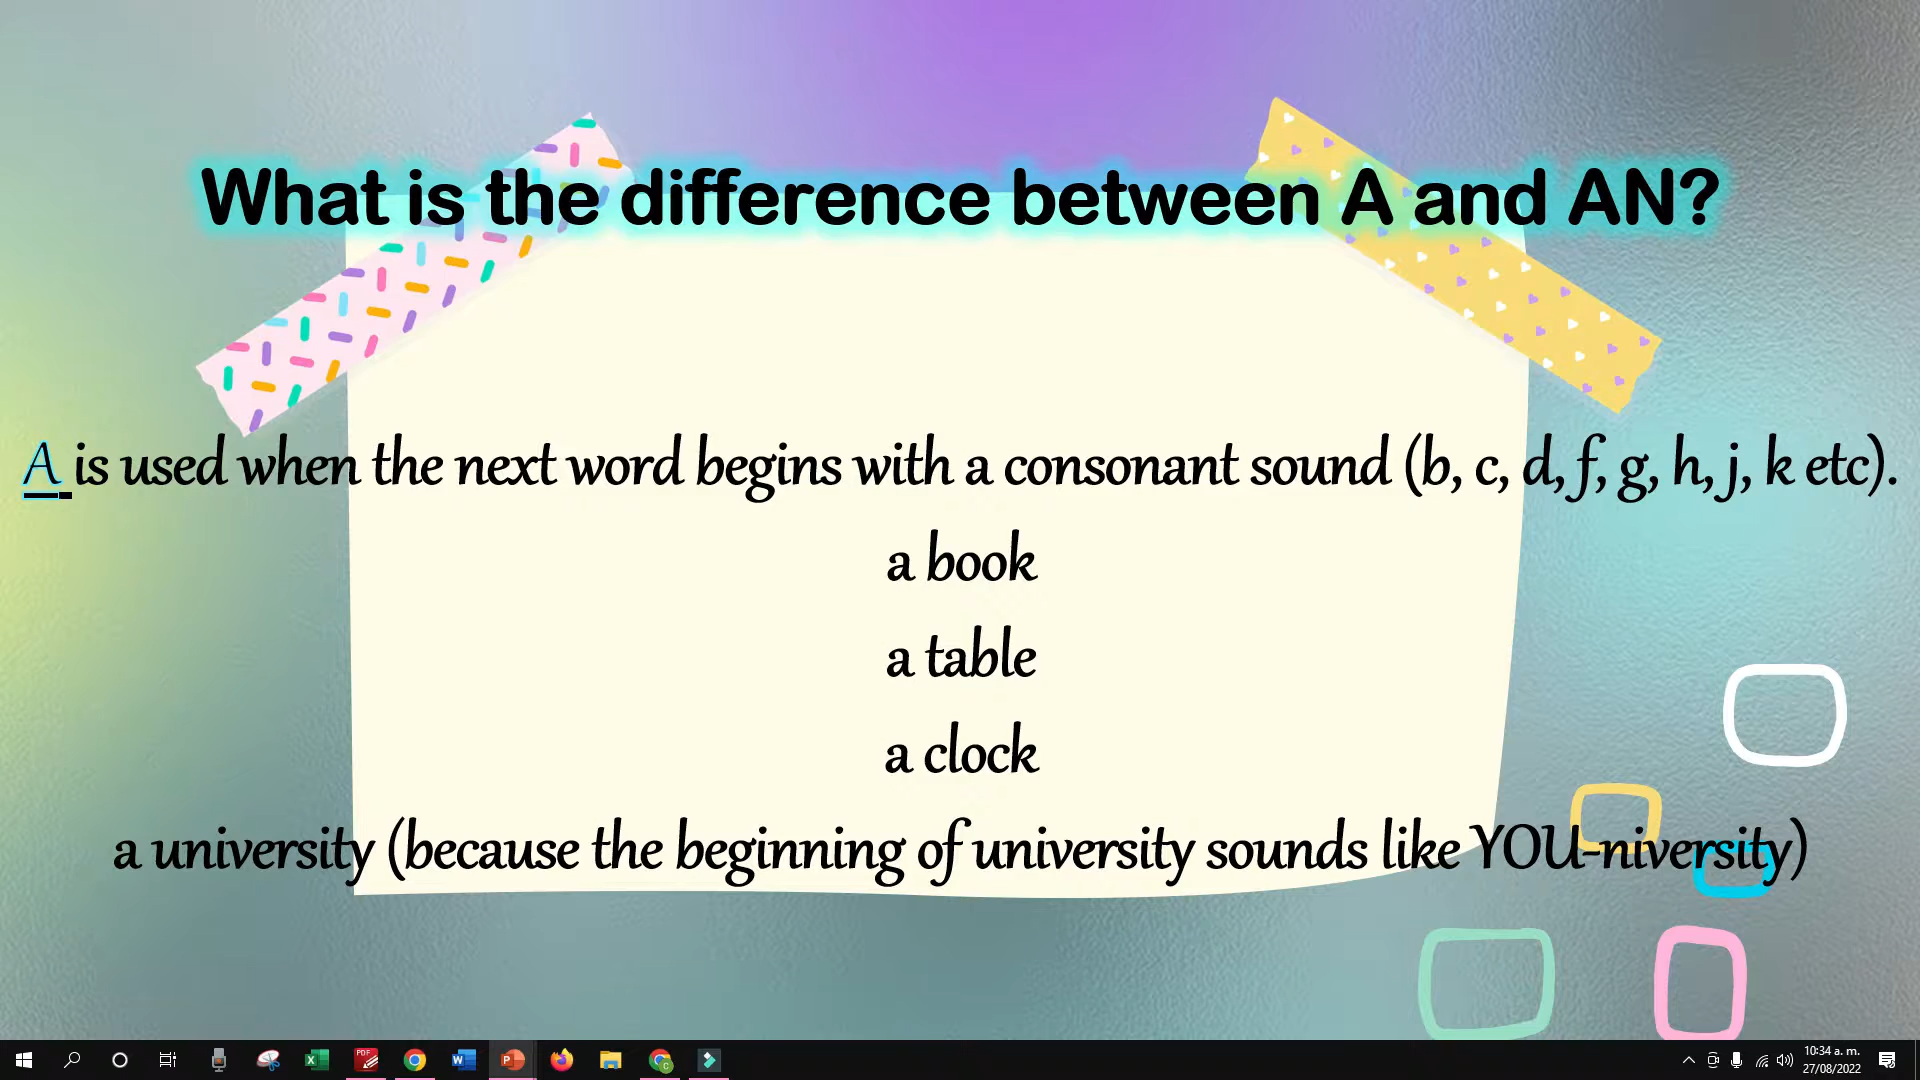 What is the difference between A and AN?
A is used when the next word begins with a consonant sound (b, c, d, f, g, h, j, k etc).
a book
a table
a clock
a university (because the beginning of university sounds like YOU-niversity)
PDF
10:34 a. m.
27/08/2022